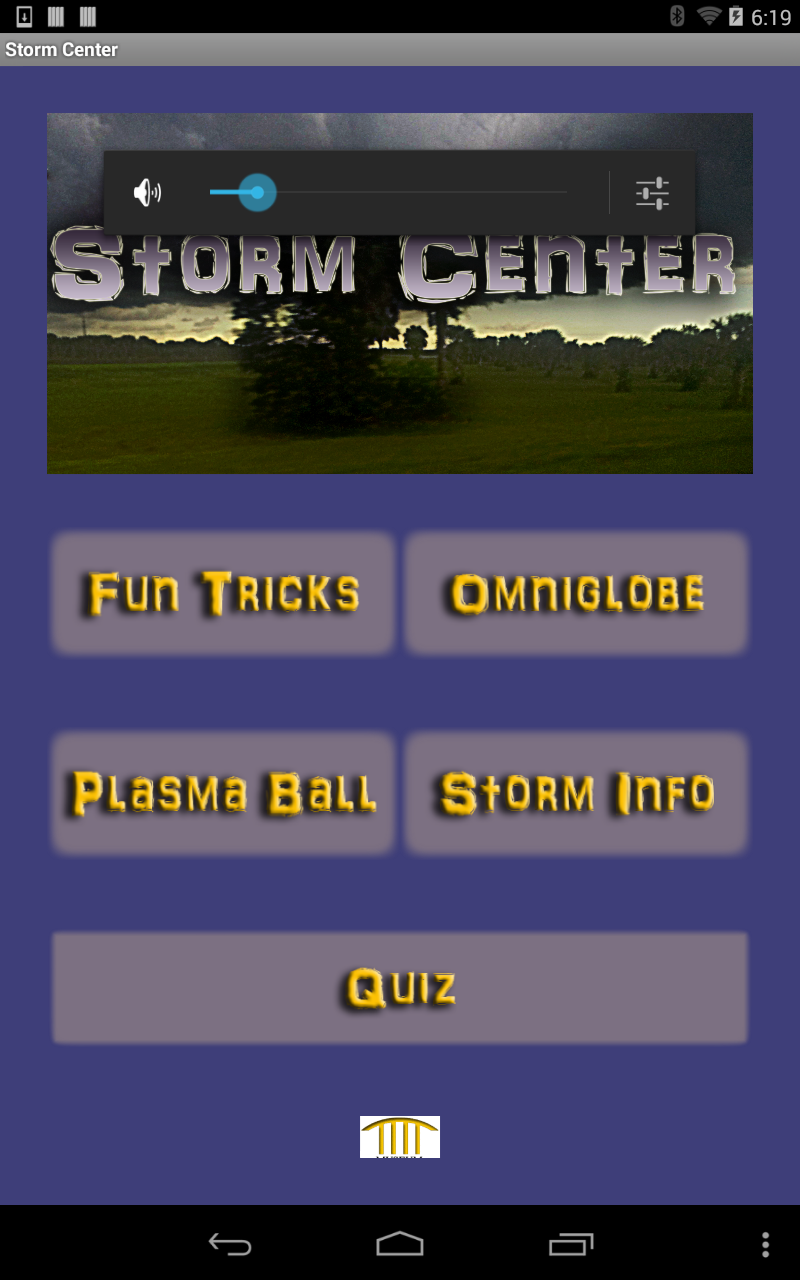 6:19
Storm Center
Storm Center
Fun Tricks Omniglobe
Plasma Ball Storm Info
Quiz